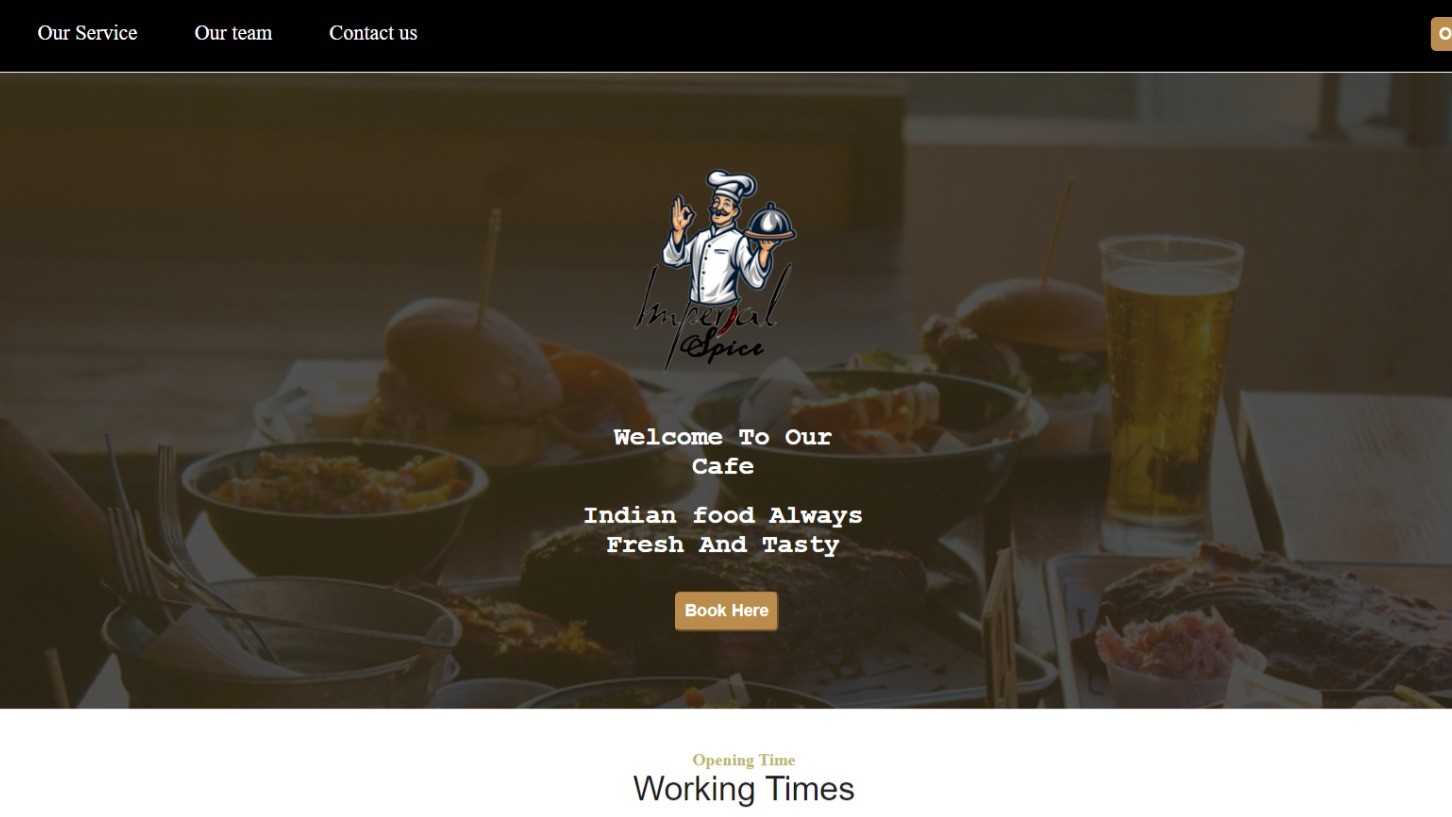 Our Service
Our team
Contact us
O
Imperial
Spice
Welcome To Our
Cafe
Indian food Always
Fresh And Tasty
Book Here
Opening Time
Working Times